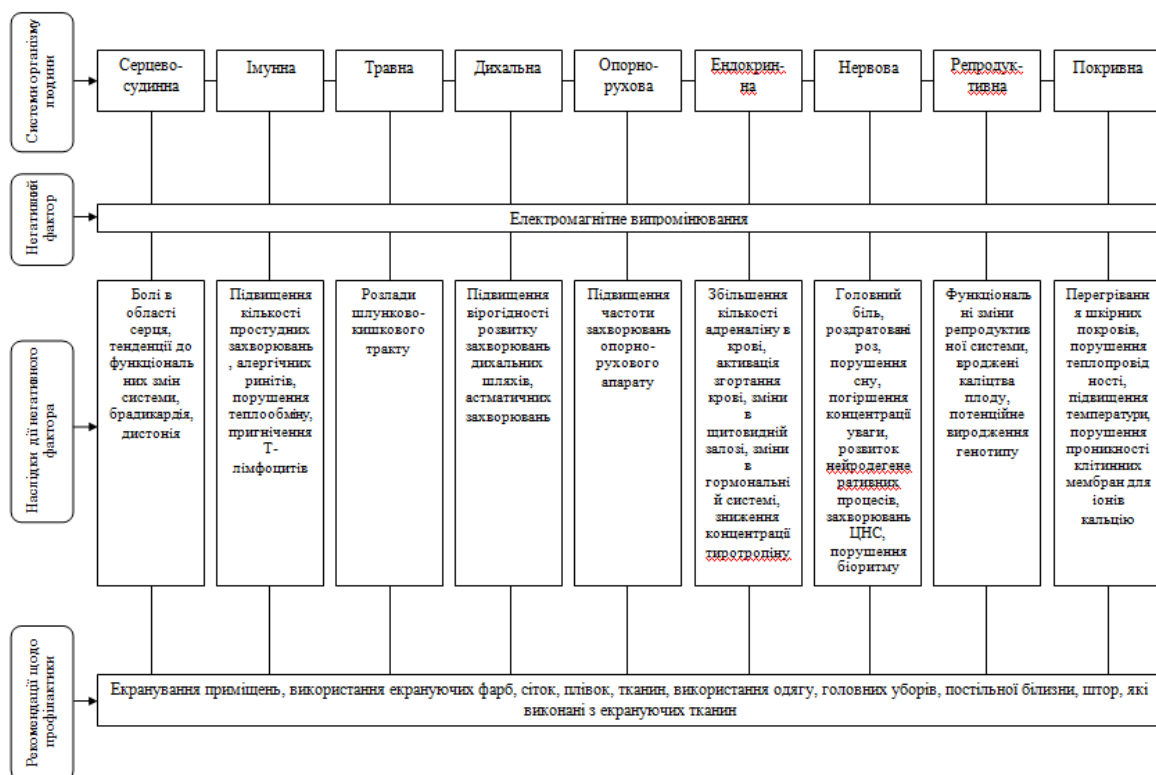 Системи організму
людини
Серцево-
судинна
Імунна
Травна
Дихальна
Опорно-
рухова
Ендокрин-
на
Нервова
Репродук-
тивна
Покривна
Негативний
фактор
Електромагнітне випромінювання
Наслідки дії негативного
фактора
Болі в
області
серця,
тенденції до
функціональ
них змін
системи,
брадикардія,
дистонія
Підвищення
кількості
простудних
захворювань
, алергічних
ринітів,
порушення
теплообміну,
пригнічення
Т-
лімфоцитів
Розлади
шлунково-
кишкового
тракту
Підвищення
вірогідності
розвитку
захворювань
дихальних
шляхів,
астматичних
захворювань
Підвищення
частоти
захворювань
опорно-
рухового
апарату
Збільшення
кількості
адреналіну в
крові,
активація
згортання
крові, зміни
в
щитовидній
залозі, зміни
в
гормональні
й системі,
зниження
концентрації
тиротропіну
Головний
біль,
роздратовані
роз,
порушення
сну,
погіршення
концентрації
уваги,
розвиток
нейродегене
ративних
процесів,
захворювань
ЦНС,
порушення
біоритму
Функціональ
ні зміни
репродуктив
ної системи,
вроджені
каліцтва
плоду,
потенційне
виродження
генотипу
Перегріванн
я шкірних
покровів,
порушення
теплопровід
ності,
підвищення
температури,
порушення
проникності
клітинних
мембран для
іонів
кальцію
Рекомендації щодо
профілактики
Екранування приміщень, використання екрануючих фарб, сіток, плівок, тканин, використання одягу, головних уборів, постільної білизни, штор, які
виконані з екрануючих тканин